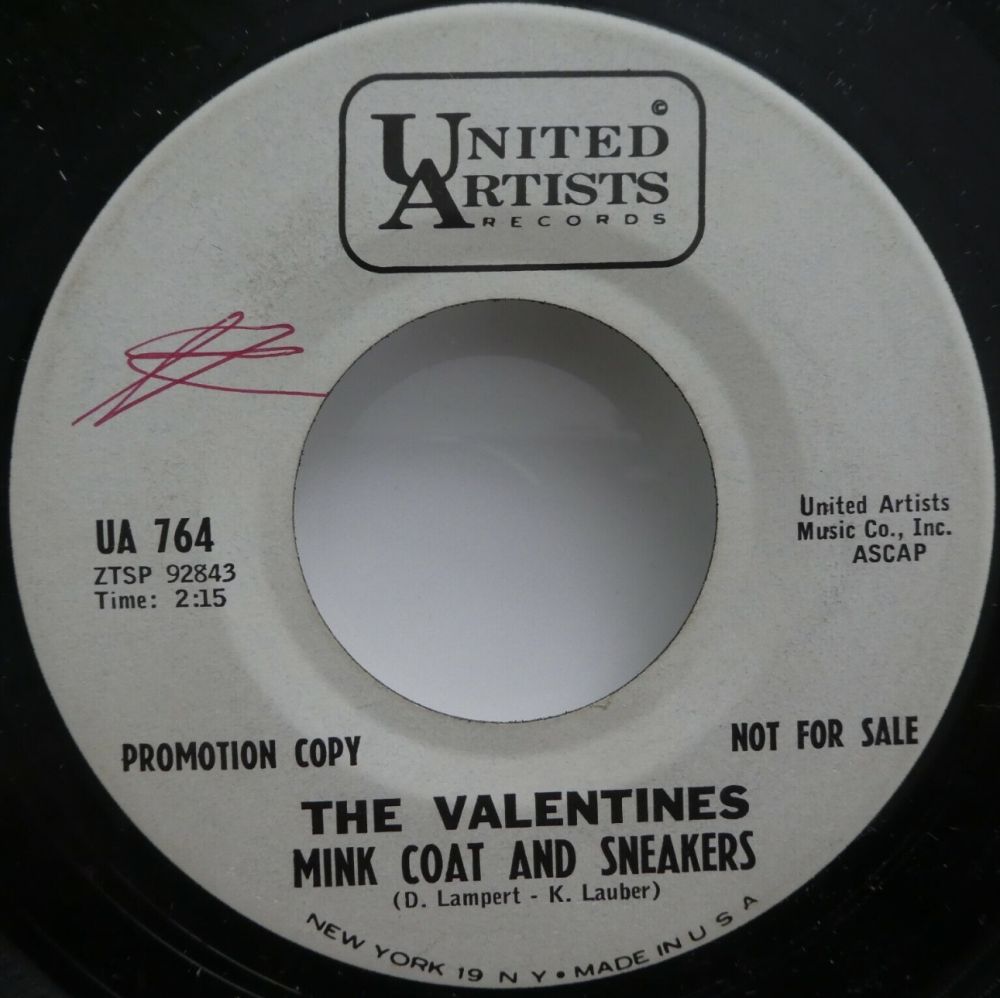 ©
UNITED
ARTISTS
RECORDS
UA 764
ZTSP 92843
Time: 2:15
United Artists
Music Co., Inc.
ASCAP
PROMOTION COPY
NOT FOR SALE
THE VALENTINES
MINK COAT AND SNEAKERS
(D. Lampert - K. Lauber)
NEW YORK 19 N Y • MADE IN U S A